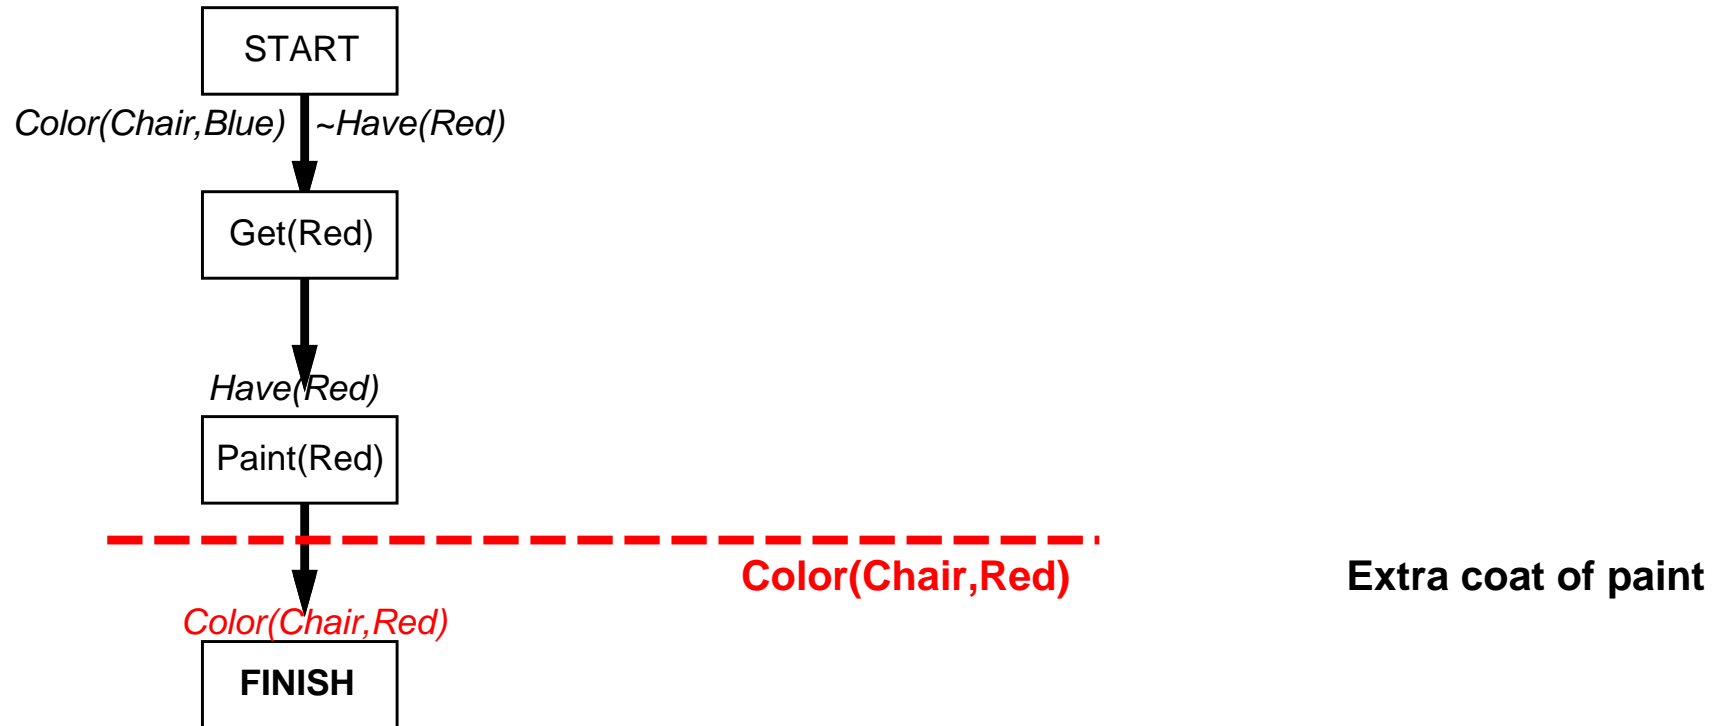 START
Color(Chair,Blue) ~Have(Red)
Get(Red)
Have(Red)
Paint(Red)
Color(Chair,Red) Extra coat of paint
Color(Chair,Red)
FINISH